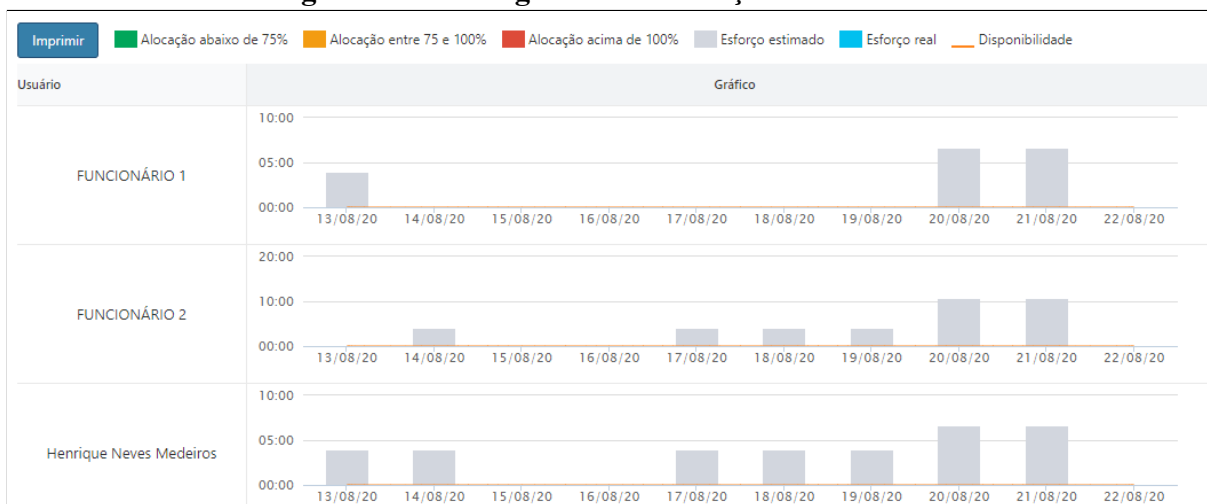 Imprimir Alocação abaixo de 75% Alocação entre 75 e 100% Alocação acima de 100% Esforço estimado Esforço real Disponibilidade
Usuário Gráfico
FUNCIONÁRIO 1
10:00
05:00
00:00
13/08/20 14/08/20 15/08/20 16/08/20 17/08/20 18/08/20 19/08/20 20/08/20 21/08/20 22/08/20
FUNCIONÁRIO 2
20:00
10:00
00:00
13/08/20 14/08/20 15/08/20 16/08/20 17/08/20 18/08/20 19/08/20 20/08/20 21/08/20 22/08/20
Henrique Neves Medeiros
10:00
05:00
00:00
13/08/20 14/08/20 15/08/20 16/08/20 17/08/20 18/08/20 19/08/20 20/08/20 21/08/20 22/08/20